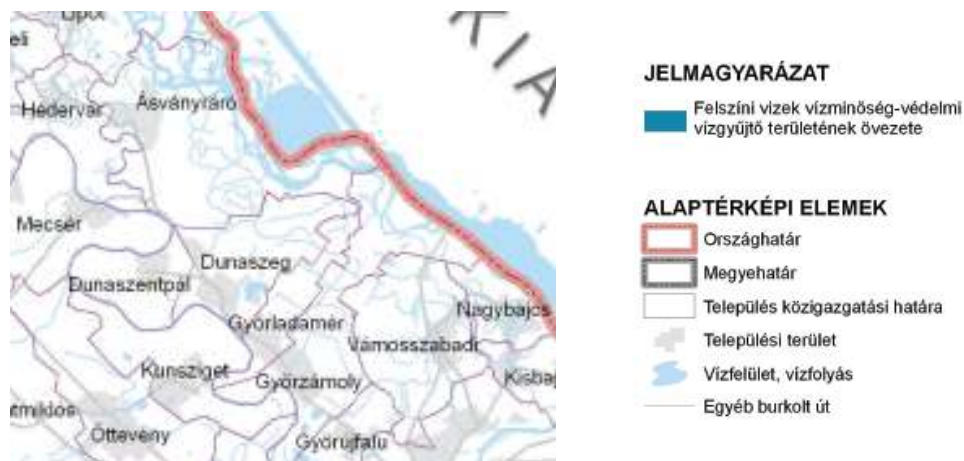 KIA
Hédervár
Ásványráró
Mecsér
Dunaszeg
Dunaszentpál
Győrladamér
Nagybajcs
Vámosszabadi
Kunsziget
Győrzámoly
Öttevény
Győrújfalu
JELMAGYARÁZAT
Felszíni vizek vízminőség-védelmi
vízgyűjtő területének övezete
ALAPTÉRKÉPI ELEMEK
Országhatár
Megyehatár
Település közigazgatási határa
Települési terület
Vízfelület, vízfolyás
Egyéb burkolt út